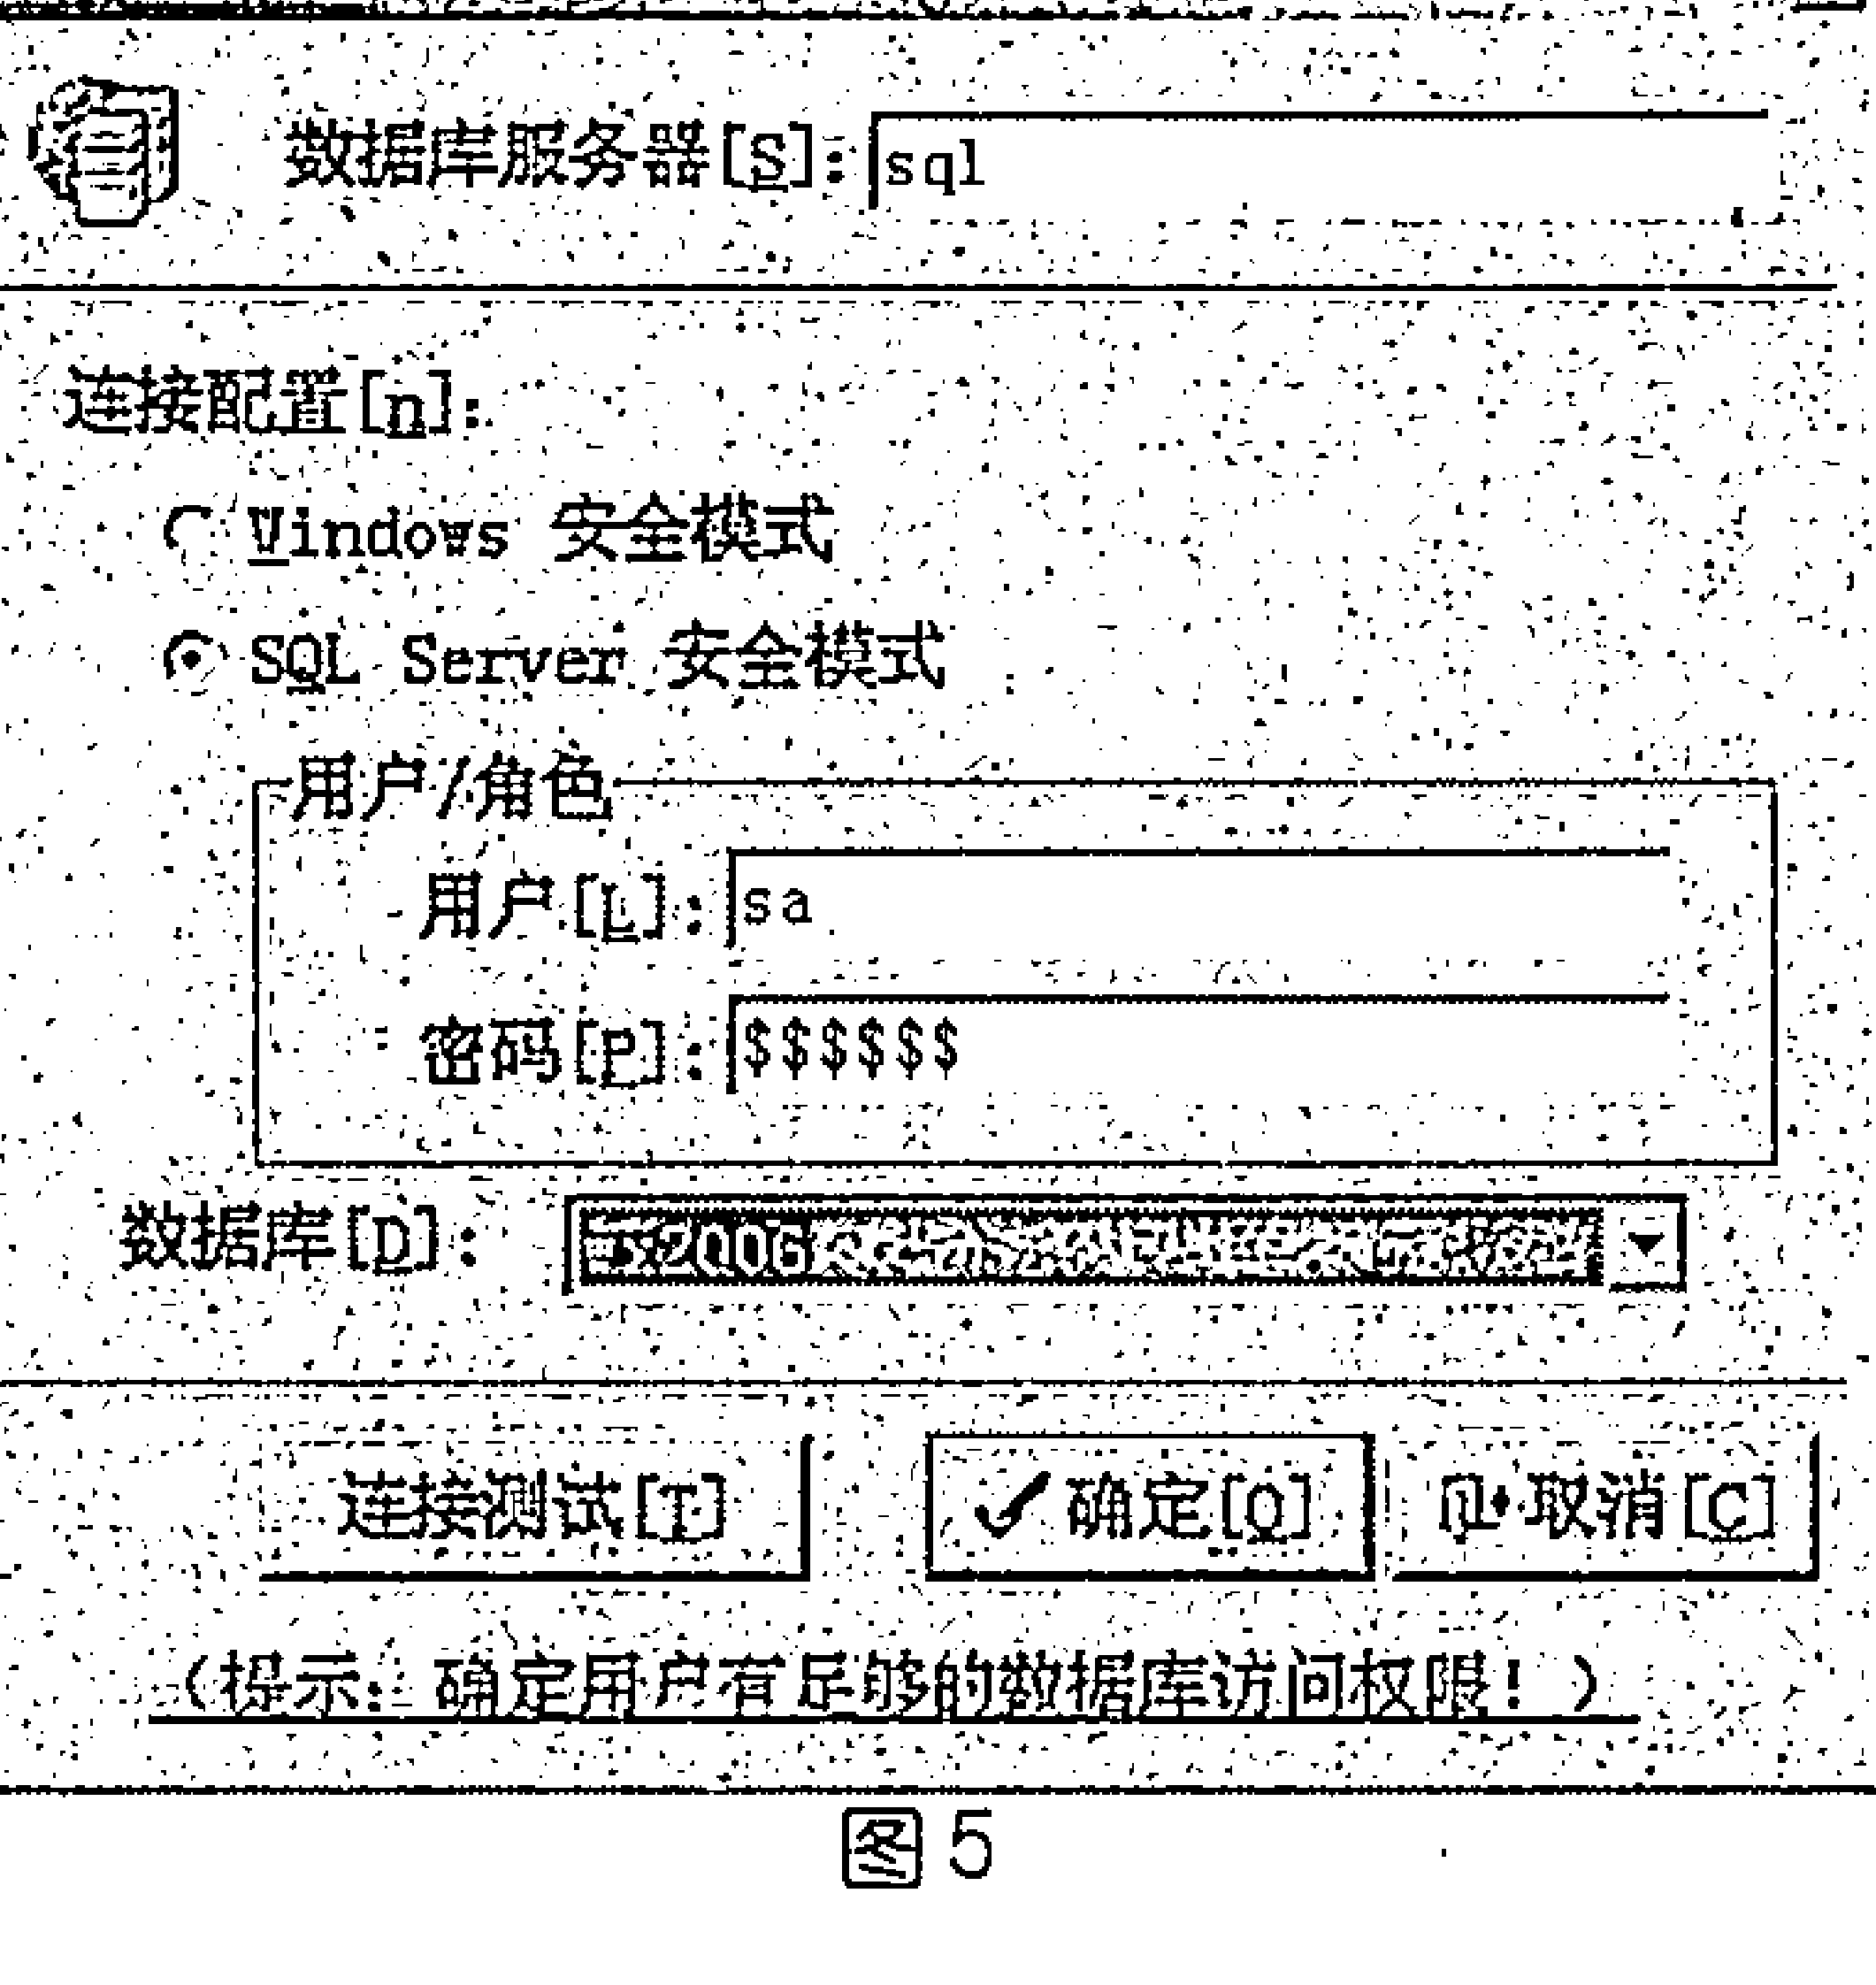 数据库服务器[S]: sql
连接配置[n]:
Windows 安全模式
SQL Server 安全模式
用户/角色
用户[L]: sa
密码[P]: $$$$$$
数据库[D]:
连接测试[T] 确定[O] 取消[C]
(提示: 确定用户有足够的数据库访问权限! )
图5